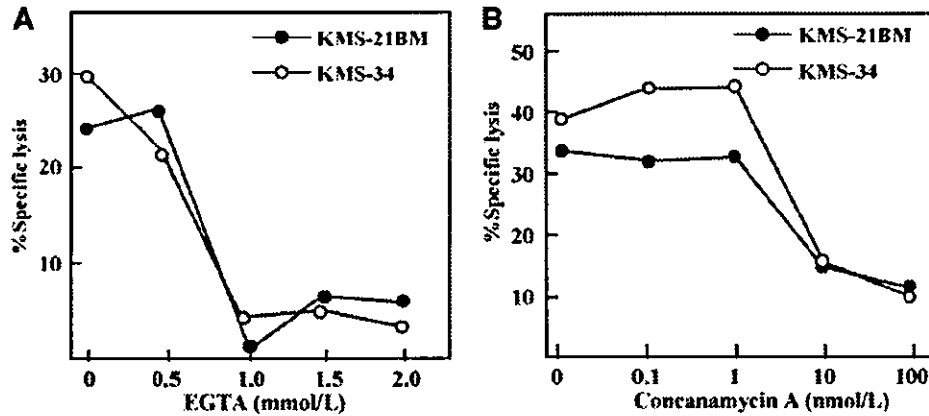 A
KMS-21BM
KMS-34
%Specific lysis
30
20
10
0
0.5
1.0
1.5
2.0
EGTA (mmol/L)
B
KMS-21BM
KMS-34
%Specific lysis
50
40
30
20
10
0
0.1
1
10
100
Concanamycin A (nmol/L)